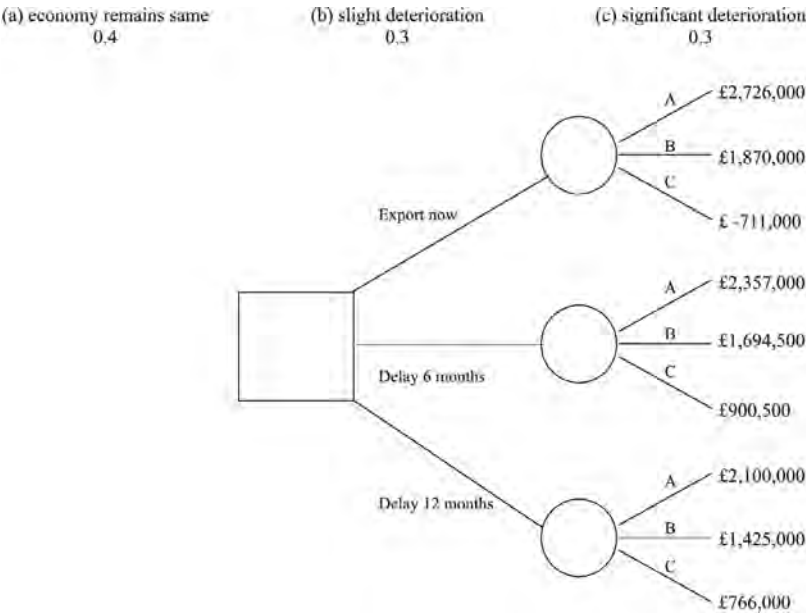 (a) economy remains same (b) slight deterioration (c) significant deterioration
0.4 0.3 0.3
A £2,726,000
B £1,870,000
C £ -711,000
Export now
A £2,357,000
B £1,694,500
C £900,500
Delay 6 months
A £2,100,000
B £1,425,000
C £766,000
Delay 12 months